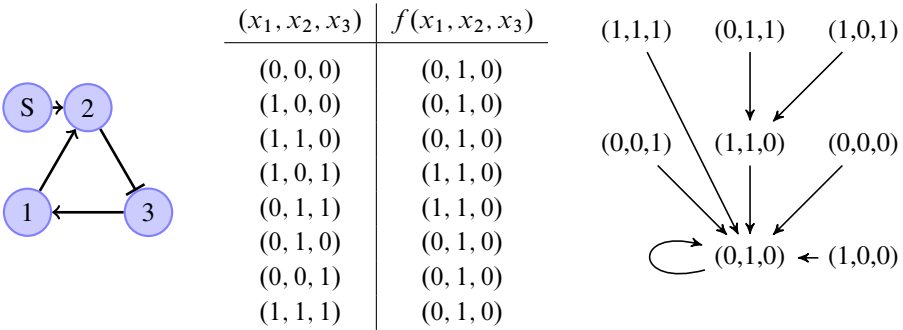 S 2
1 3
(x₁, x₂, x₃) f(x₁, x₂, x₃)
(0, 0, 0) (0, 1, 0)
(1, 0, 0) (0, 1, 0)
(1, 1, 0) (0, 1, 0)
(1, 0, 1) (1, 1, 0)
(0, 1, 1) (1, 1, 0)
(0, 1, 0) (0, 1, 0)
(0, 0, 1) (0, 1, 0)
(1, 1, 1) (0, 1, 0)
(1,1,1) (0,1,1) (1,0,1)
(0,0,1) (1,1,0) (0,0,0)
(0,1,0) (1,0,0)